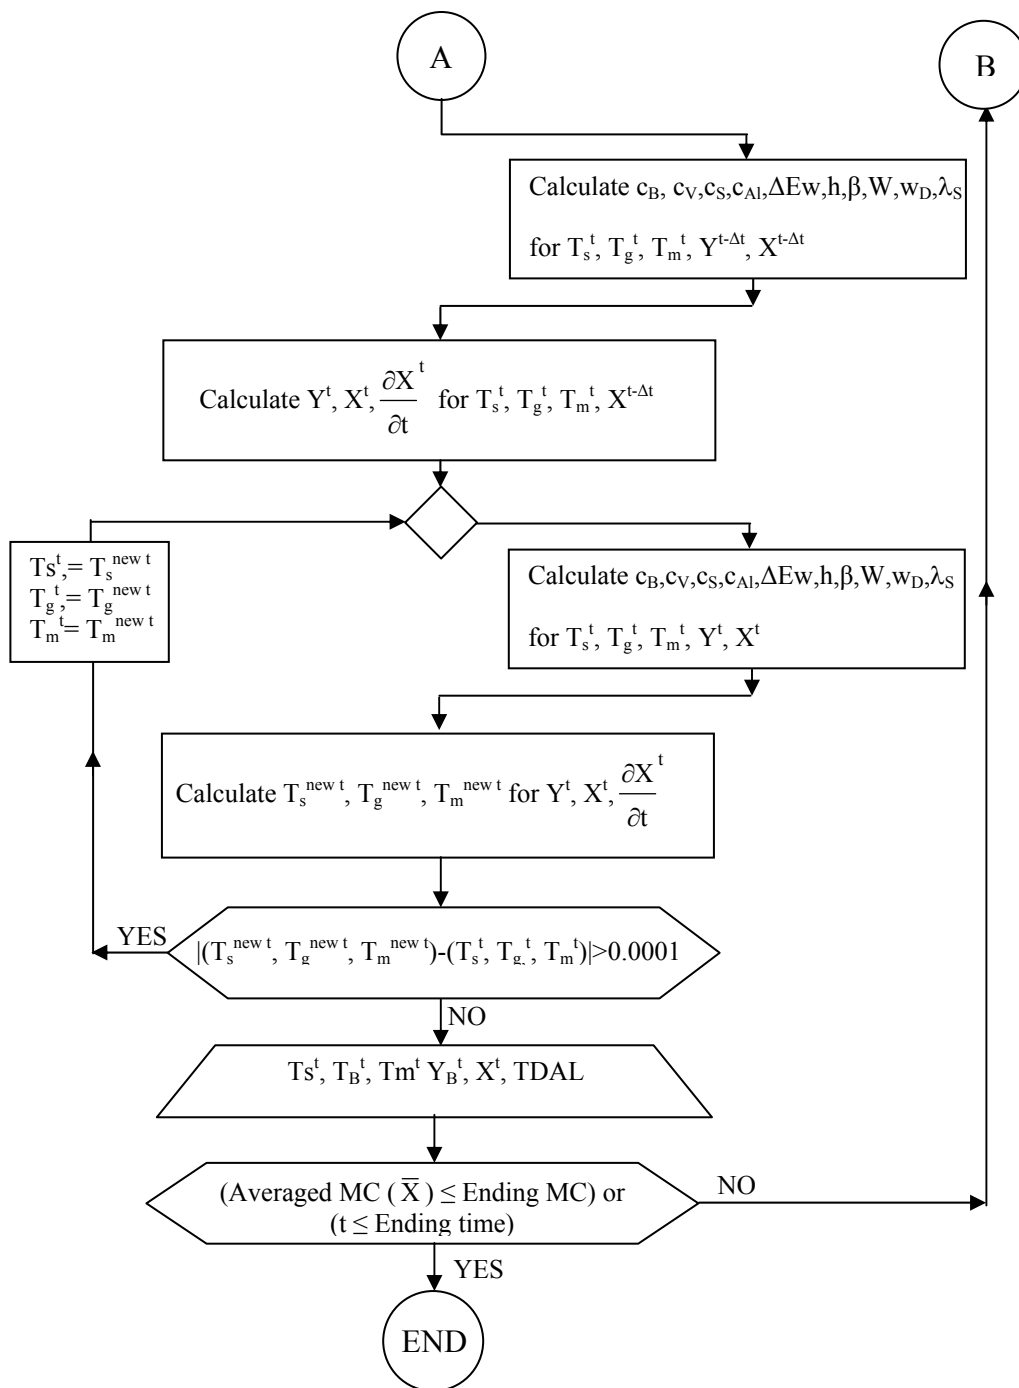 A
B
Calculate c_B, c_V,c_S,c_Al,ΔEw,h,β,W,w_D,λ_S
for T_s^t, T_g^t, T_m^t, Y^t-Δt, X^t-Δt
Calculate Y^t, X^t, ∂X^t/∂t for T_s^t, T_g^t, T_m^t, X^t-Δt
Ts^t,= T_s^new t
T_g^t,= T_g^new t
T_m^t= T_m^new t
Calculate c_B,c_V,c_S,c_Al,ΔEw,h,β,W,w_D,λ_S
for T_s^t, T_g^t, T_m^t, Y^t, X^t
Calculate T_s^new t, T_g^new t, T_m^new t for Y^t, X^t, ∂X^t/∂t
YES
|(T_s^new t, T_g^new t, T_m^new t)-(T_s^t, T_g,^t, T_m^t)|>0.0001
NO
Ts^t, T_B^t, Tm^t Y_B^t, X^t, TDAL
(Averaged MC (X̄) ≤ Ending MC) or
(t ≤ Ending time)
NO
YES
END